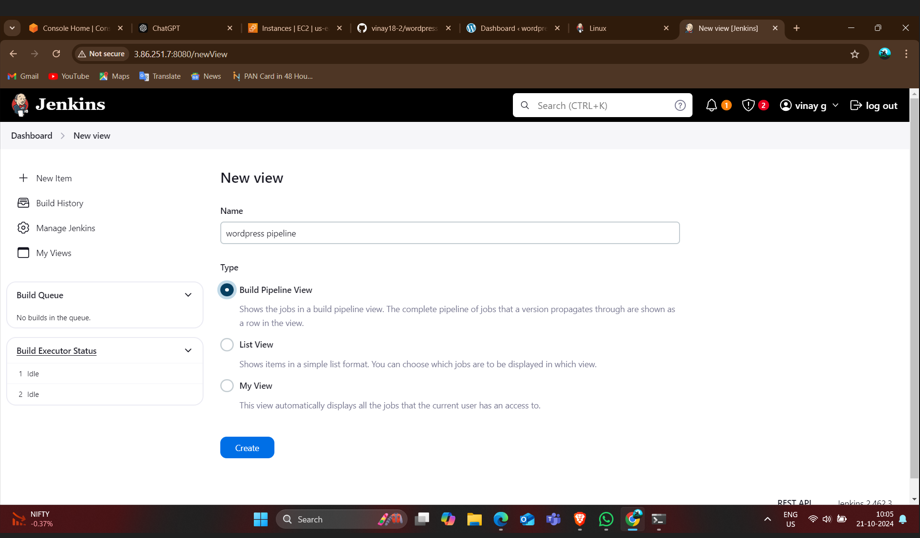 Console Home | Con
ChatGPT
Instances | EC2 | us-e
vinay18-2/wordpress
Dashboard ‹ wordpr
Linux
New view [Jenkins]
Not secure
3.86.251.7:8080/newView
Gmail
YouTube
Maps
Translate
News
PAN Card in 48 Hou...
Jenkins
Search (CTRL+K)
1
2
vinay g
log out
Dashboard
New view
New Item
Build History
Manage Jenkins
My Views
Build Queue
No builds in the queue.
Build Executor Status
1 Idle
2 Idle
New view
Name
wordpress pipeline
Type
Build Pipeline View
Shows the jobs in a build pipeline view. The complete pipeline of jobs that a version propagates through are shown as
a row in the view.
List View
Shows items in a simple list format. You can choose which jobs are to be displayed in which view.
My View
This view automatically displays all the jobs that the current user has an access to.
Create
REST API
Jenkins 2.462.3
NIFTY
-0.37%
Search
ENG
US
10:05
21-10-2024